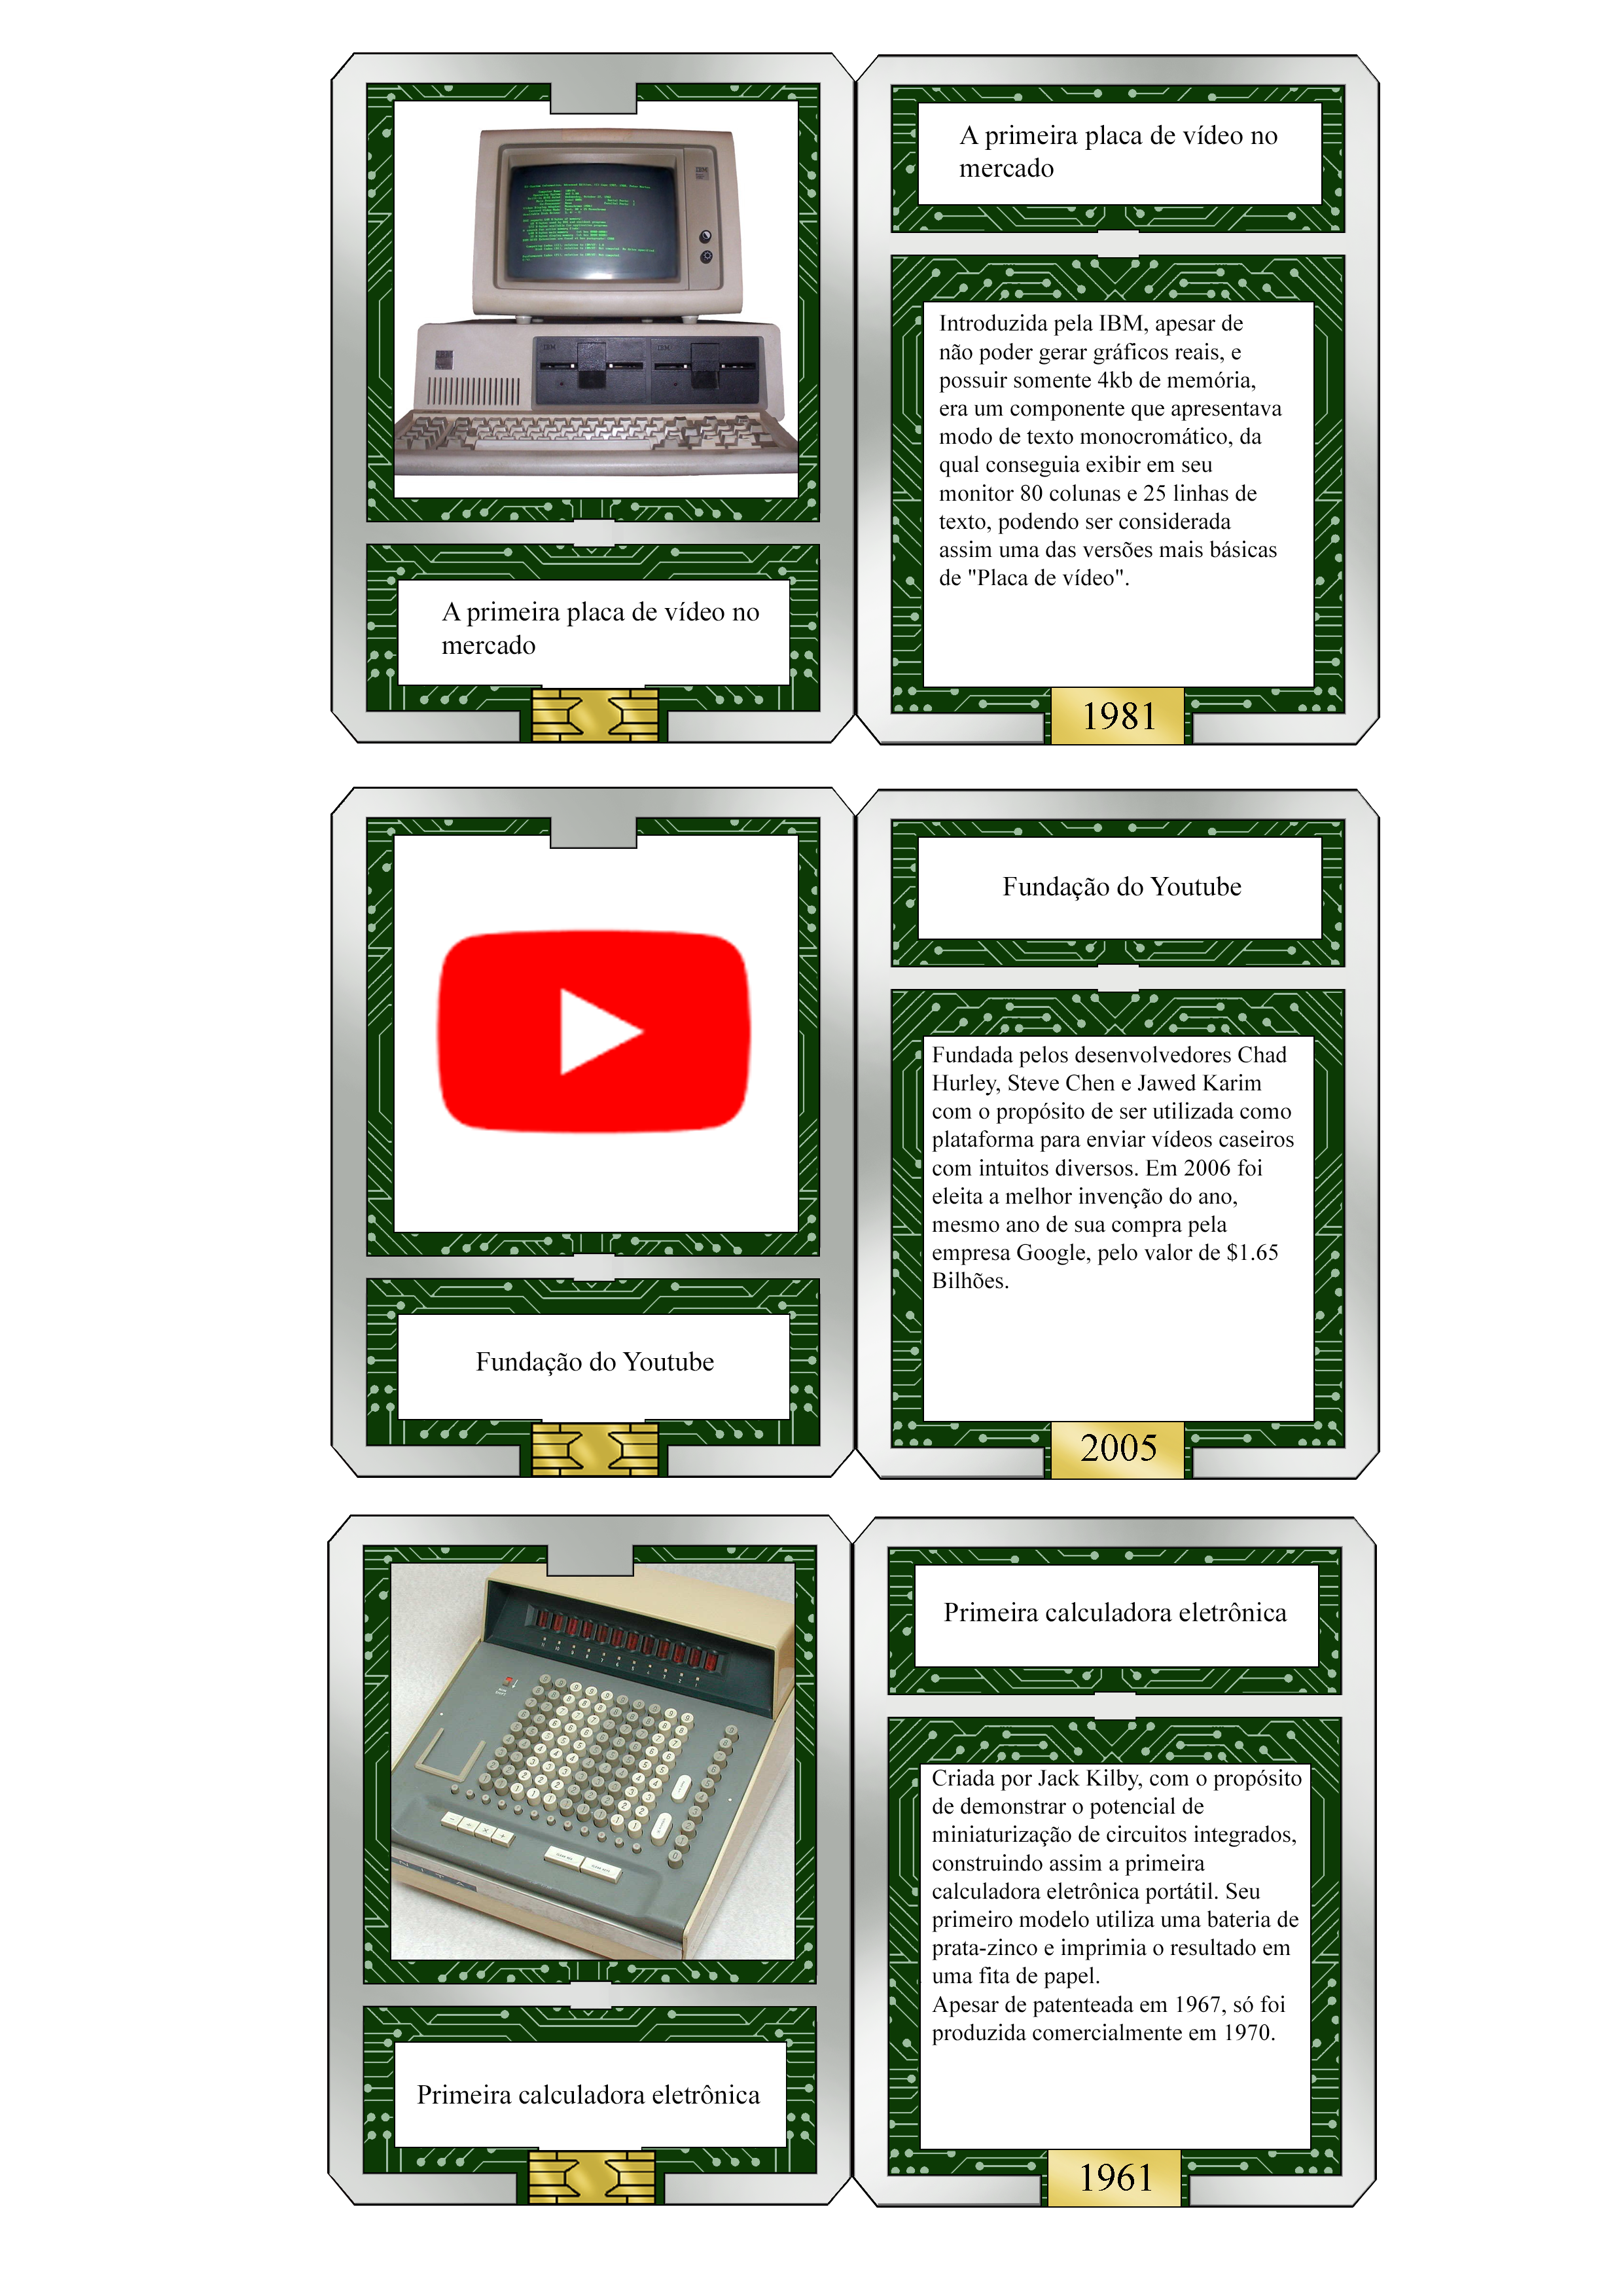 A primeira placa de vídeo no
mercado
A primeira placa de vídeo no
mercado
Introduzida pela IBM, apesar de
não poder gerar gráficos reais, e
possuir somente 4kb de memória,
era um componente que apresentava
modo de texto monocromático, da
qual conseguia exibir em seu
monitor 80 colunas e 25 linhas de
texto, podendo ser considerada
assim uma das versões mais básicas
de "Placa de vídeo".
1981
Fundação do Youtube
Fundação do Youtube
Fundada pelos desenvolvedores Chad
Hurley, Steve Chen e Jawed Karim
com o propósito de ser utilizada como
plataforma para enviar vídeos caseiros
com intuitos diversos. Em 2006 foi
eleita a melhor invenção do ano,
mesmo ano de sua compra pela
empresa Google, pelo valor de $1.65
Bilhões.
2005
Primeira calculadora eletrônica
Primeira calculadora eletrônica
Criada por Jack Kilby, com o propósito
de demonstrar o potencial de
miniaturização de circuitos integrados,
construindo assim a primeira
calculadora eletrônica portátil. Seu
primeiro modelo utiliza uma bateria de
prata-zinco e imprimia o resultado em
uma fita de papel.
Apesar de patenteada em 1967, só foi
produzida comercialmente em 1970.
1961